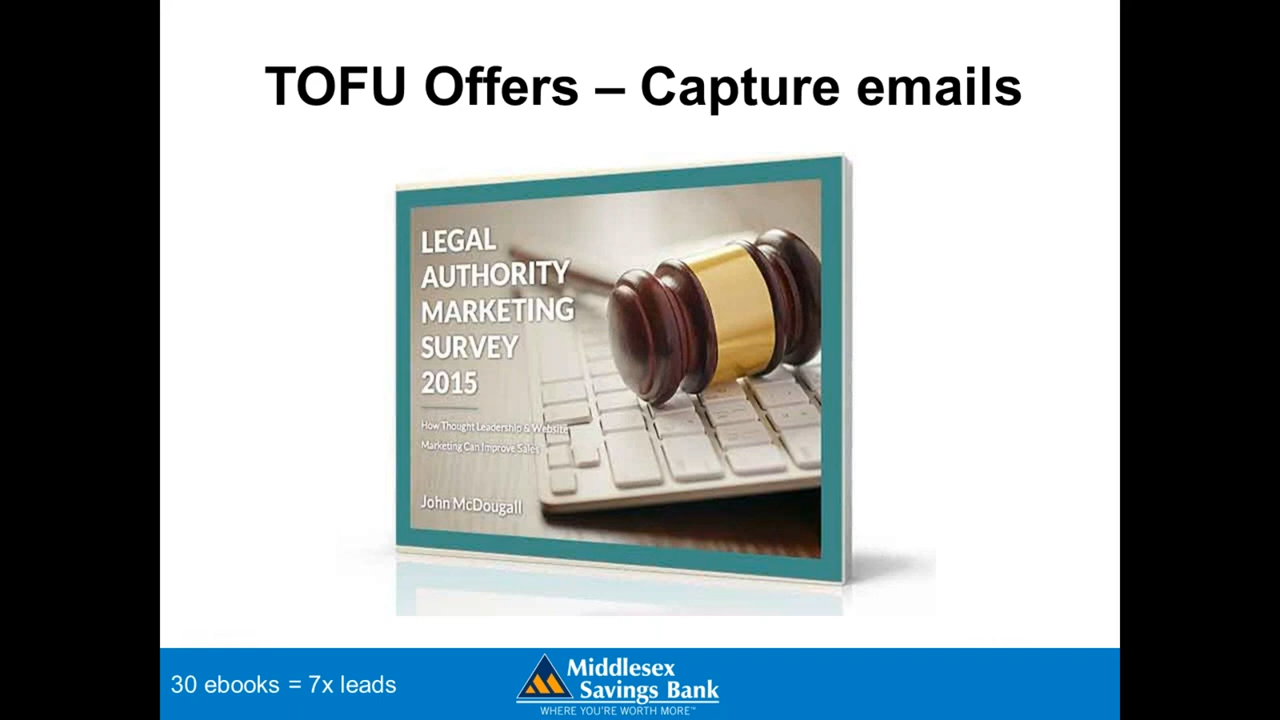 TOFU Offers – Capture emails
LEGAL
AUTHORITY
MARKETING
SURVEY
2015
How Thought Leadership & Website
Marketing Can Improve Sales
John McDougall
30 ebooks = 7x leads
Middlesex
Savings Bank
WHERE YOU'RE WORTH MORE™